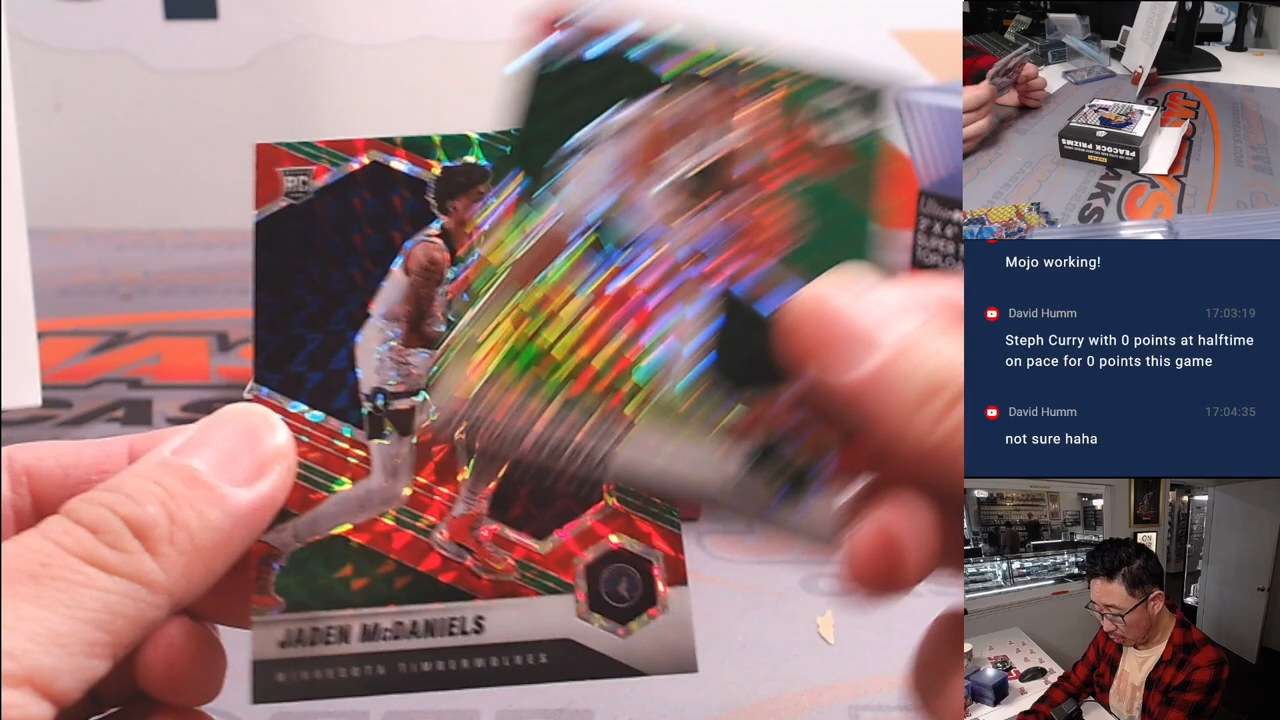 RC
JADEN McDANIELS
MINNESOTA TIMBERWOLVES
PEACOCK PRIZMS
Mojo working!
David Humm 17:03:19
Steph Curry with 0 points at halftime
on pace for 0 points this game
David Humm 17:04:35
not sure haha